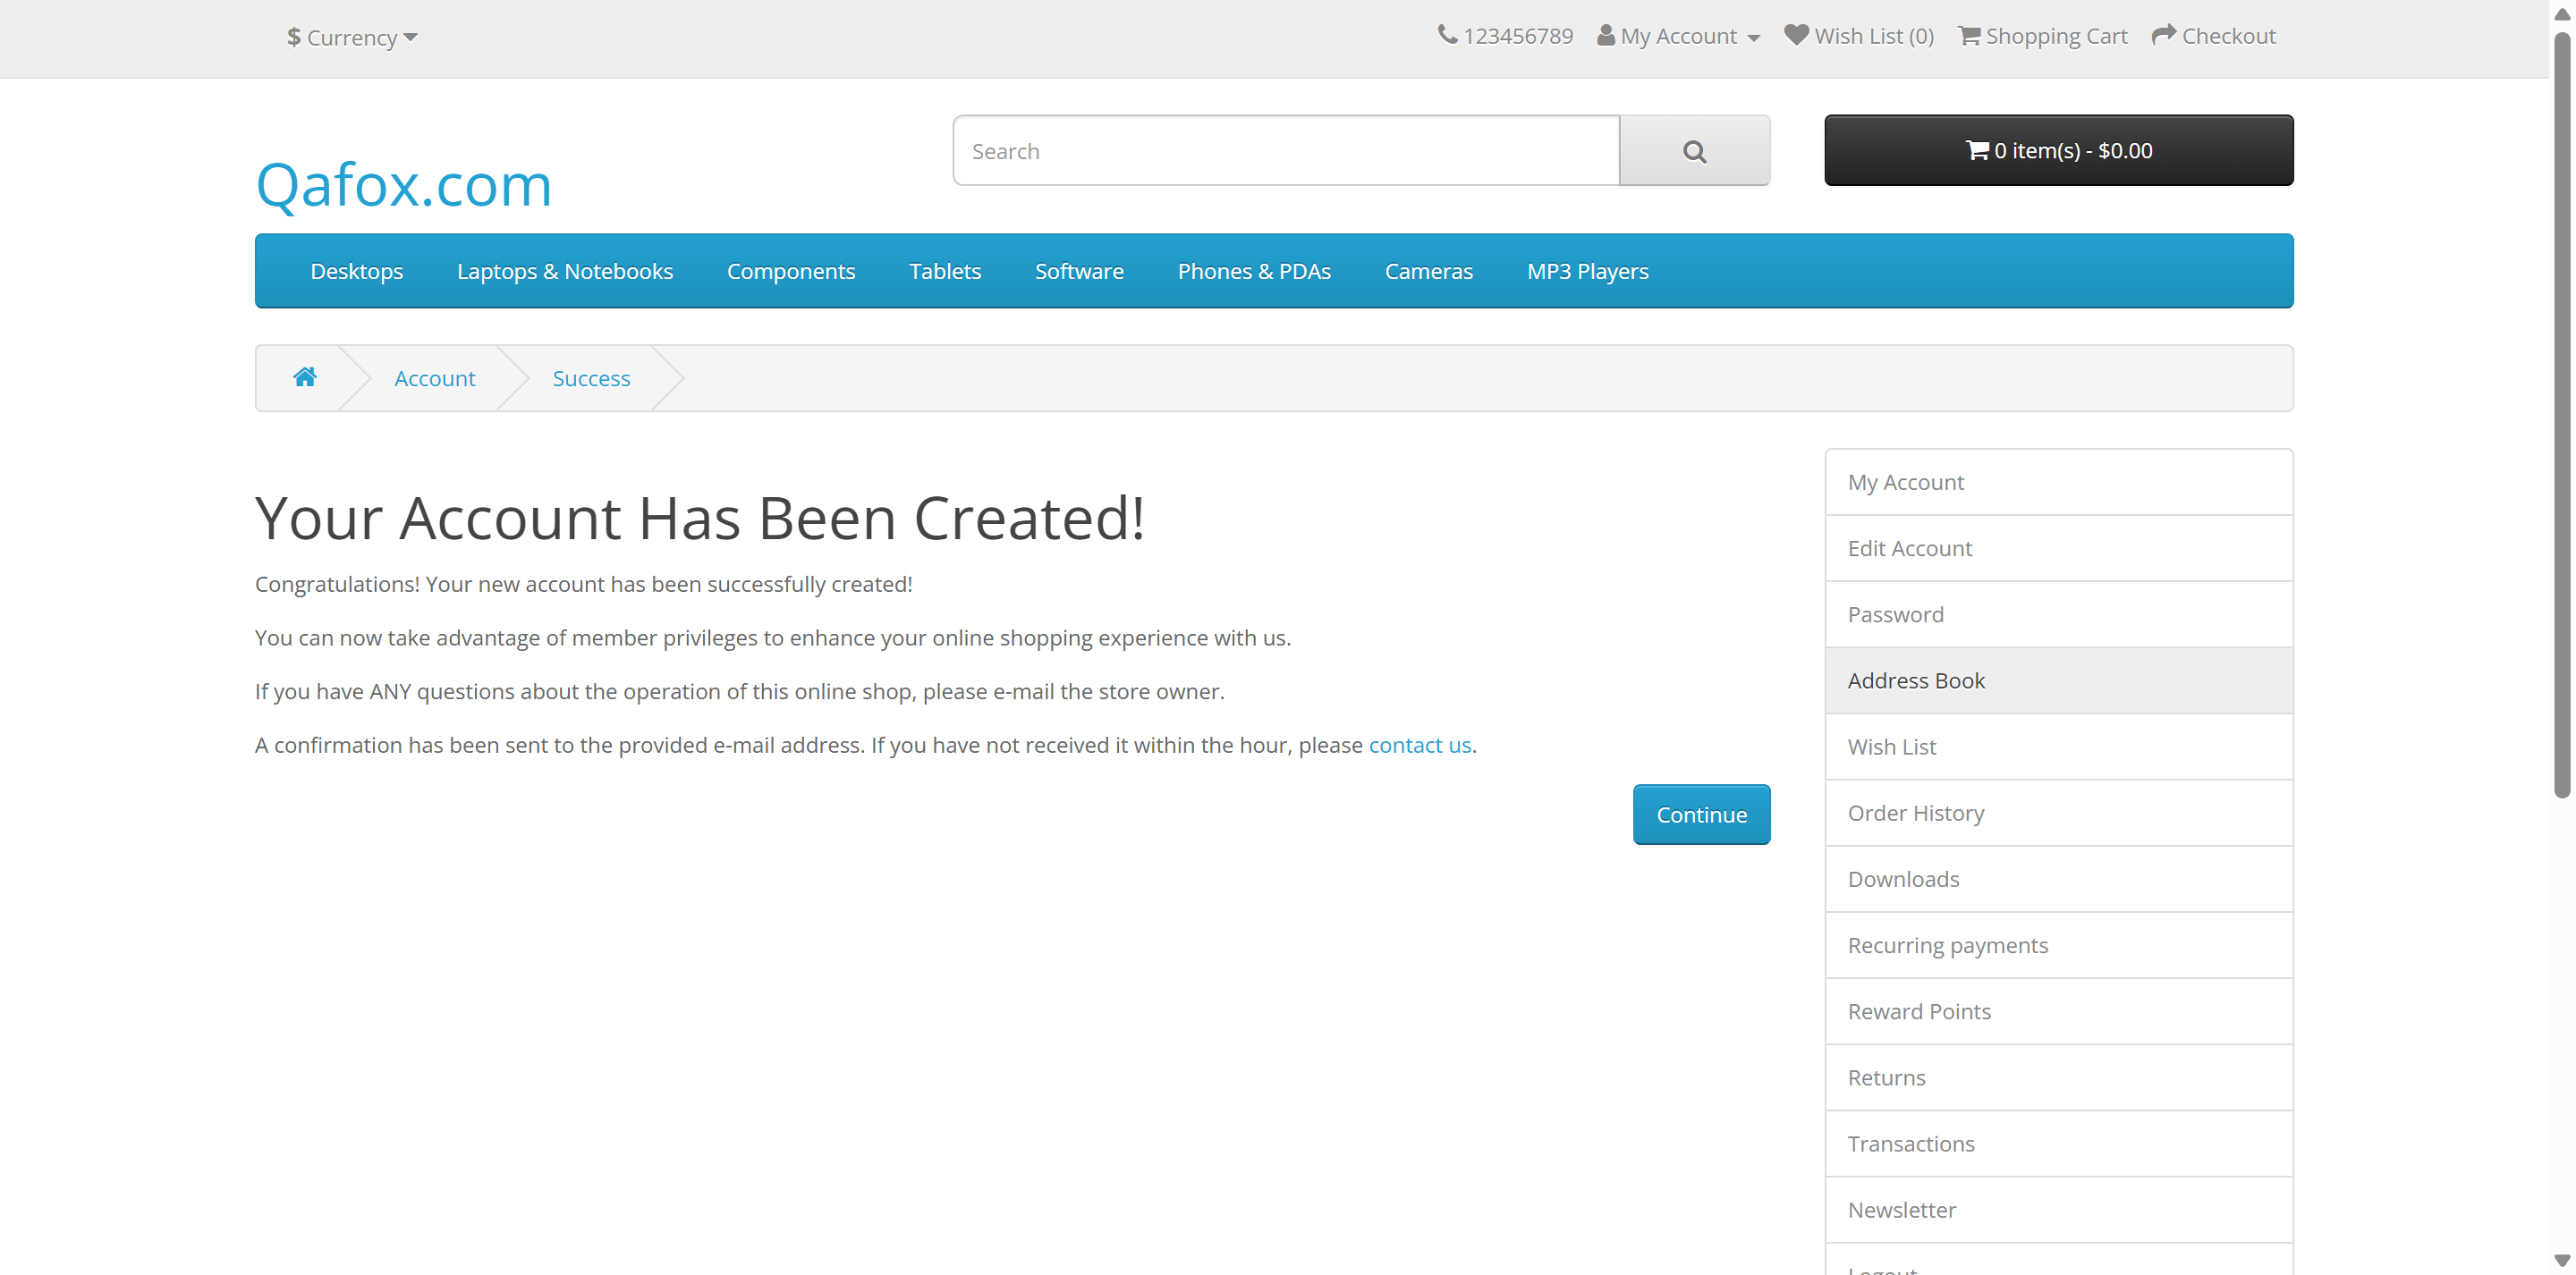 $ Currency
123456789 My Account Wish List (0) Shopping Cart Checkout
Qafox.com
Search
0 item(s) - $0.00
Desktops Laptops & Notebooks Components Tablets Software Phones & PDAs Cameras MP3 Players
Account Success
Your Account Has Been Created!
Congratulations! Your new account has been successfully created!
You can now take advantage of member privileges to enhance your online shopping experience with us.
If you have ANY questions about the operation of this online shop, please e-mail the store owner.
A confirmation has been sent to the provided e-mail address. If you have not received it within the hour, please contact us.
Continue
My Account
Edit Account
Password
Address Book
Wish List
Order History
Downloads
Recurring payments
Reward Points
Returns
Transactions
Newsletter
Logout